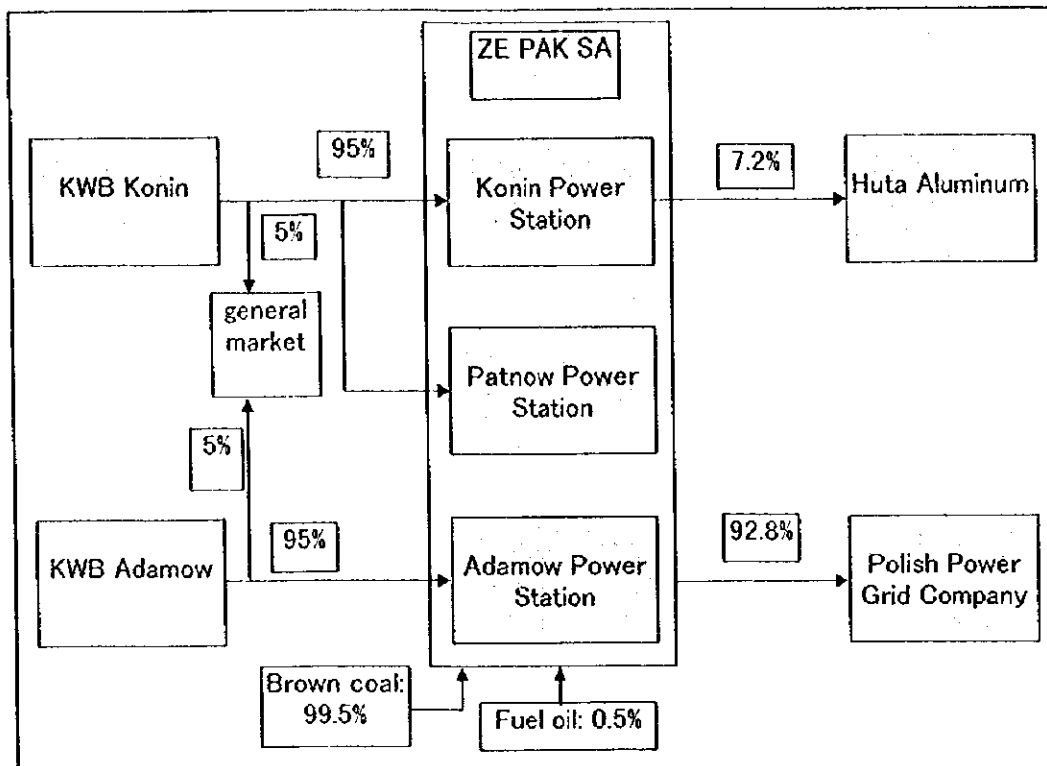 ZE PAK SA
KWB Konin
95%
5%
general
market
Konin Power
Station
7.2%
Huta Aluminum
Patnow Power
Station
5%
KWB Adamow
95%
Adamow Power
Station
92.8%
Polish Power
Grid Company
Brown coal:
99.5%
Fuel oil: 0.5%